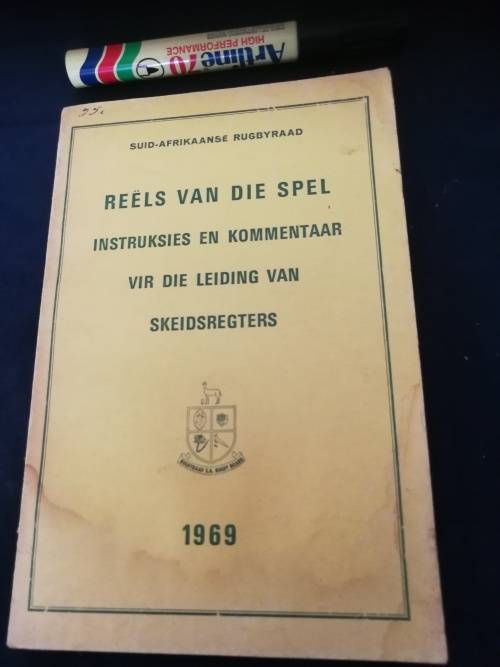 Artline 70
HIGH PERFORMANCE
SUID-AFRIKAANSE RUGBYRAAD
REËLS VAN DIE SPEL
INSTRUKSIES EN KOMMENTAAR
VIR DIE LEIDING VAN
SKEIDSREGTERS
1969